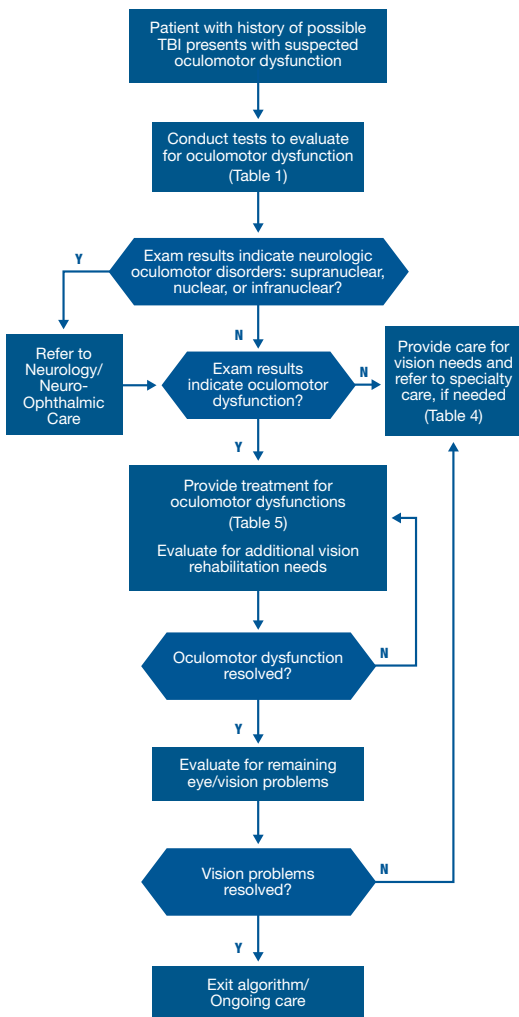 Patient with history of possible
TBI presents with suspected
oculomotor dysfunction
Conduct tests to evaluate
for oculomotor dysfunction
(Table 1)
Exam results indicate neurologic
oculomotor disorders: supranuclear,
nuclear, or infranuclear?
Y
N
Refer to
Neurology/
Neuro-
Ophthalmic
Care
Exam results
indicate oculomotor
dysfunction?
N
Provide care for
vision needs and
refer to specialty
care, if needed
(Table 4)
Y
Provide treatment for
oculomotor dysfunctions
(Table 5)
Evaluate for additional vision
rehabilitation needs
Oculomotor dysfunction
resolved?
N
Y
Evaluate for remaining
eye/vision problems
Vision problems
resolved?
N
Y
Exit algorithm/
Ongoing care